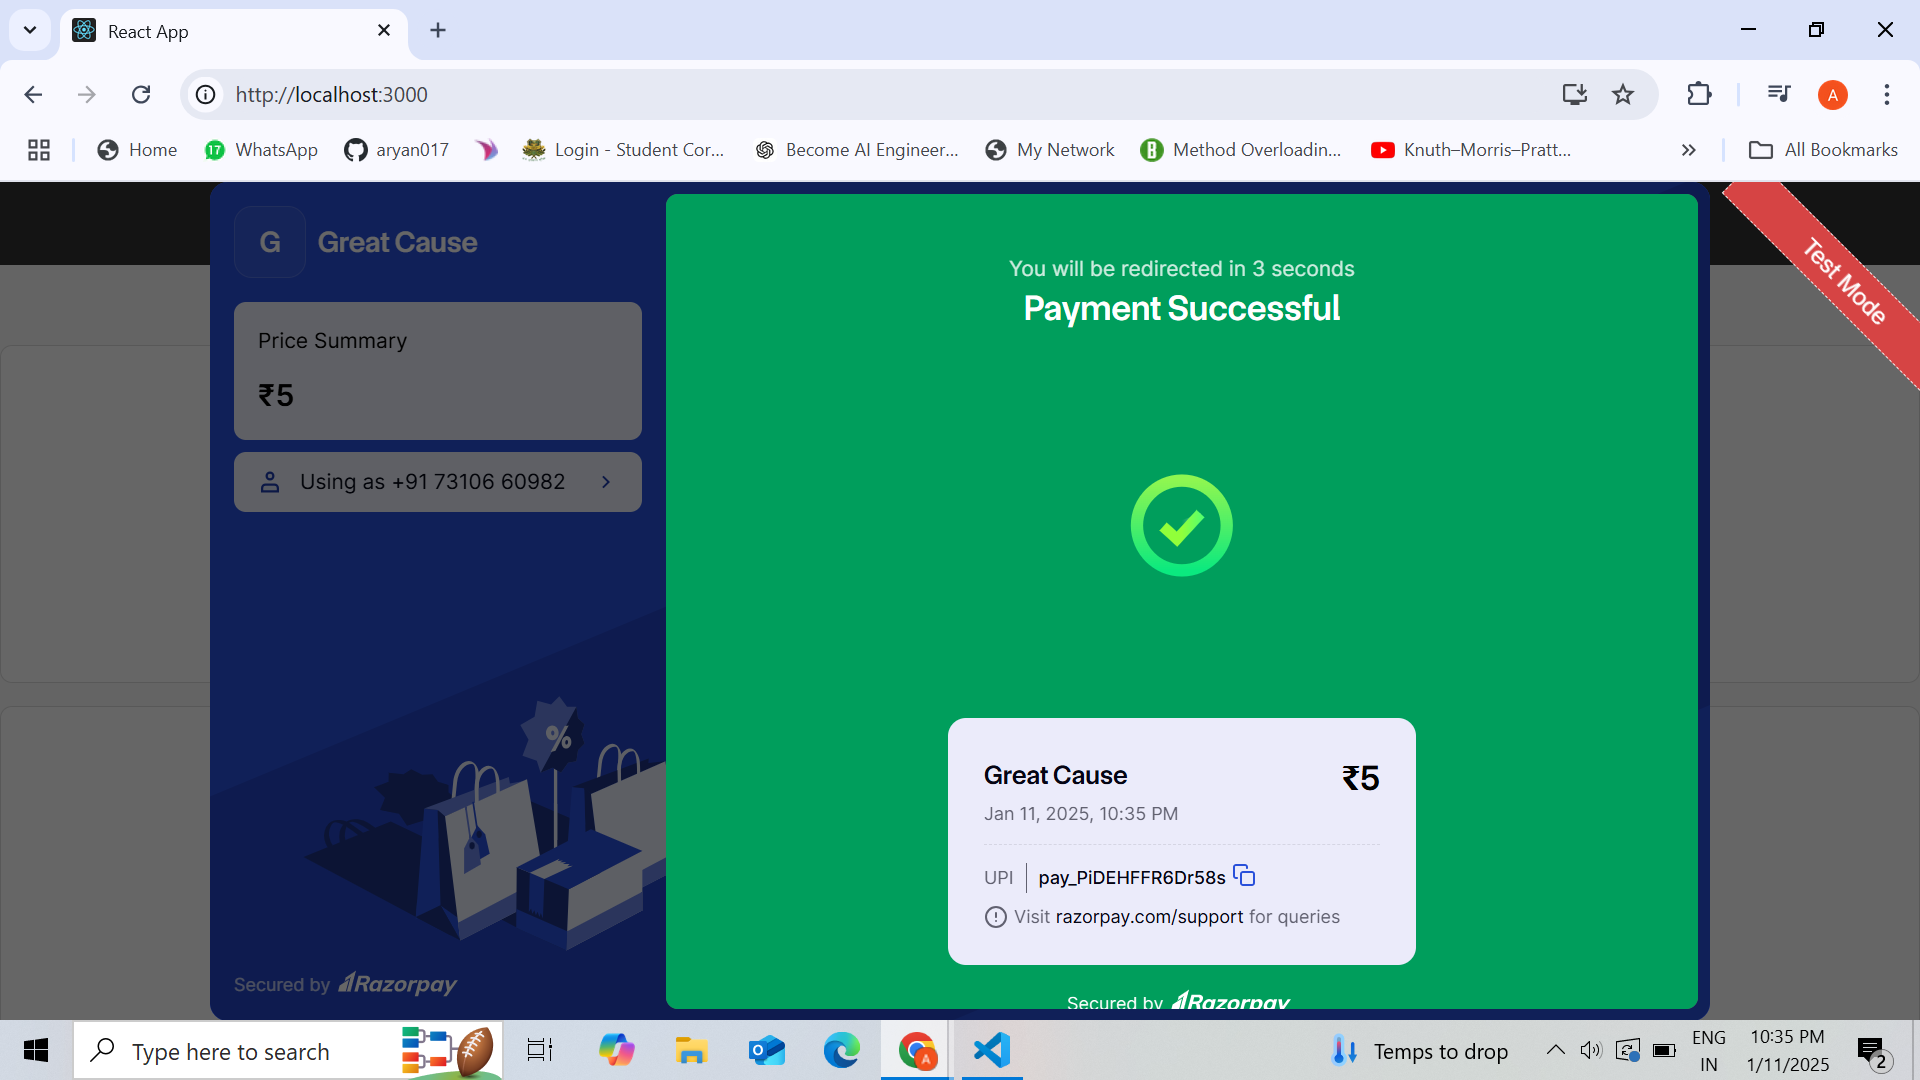 React App
http://localhost:3000
A
Home
17
WhatsApp
aryan017
Login - Student Cor...
Become AI Engineer...
My Network
B
Method Overloadin...
Knuth–Morris–Pratt...
All Bookmarks
G
Great Cause
Price Summary
₹5
Using as +91 73106 60982
%
Secured by Razorpay
You will be redirected in 3 seconds
Payment Successful
Test Mode
Great Cause
₹5
Jan 11, 2025, 10:35 PM
UPI
pay_PiDEHFFR6Dr58s
Visit razorpay.com/support for queries
Secured by Razorpay
Type here to search
A
Temps to drop
ENG
IN
10:35 PM
1/11/2025
2